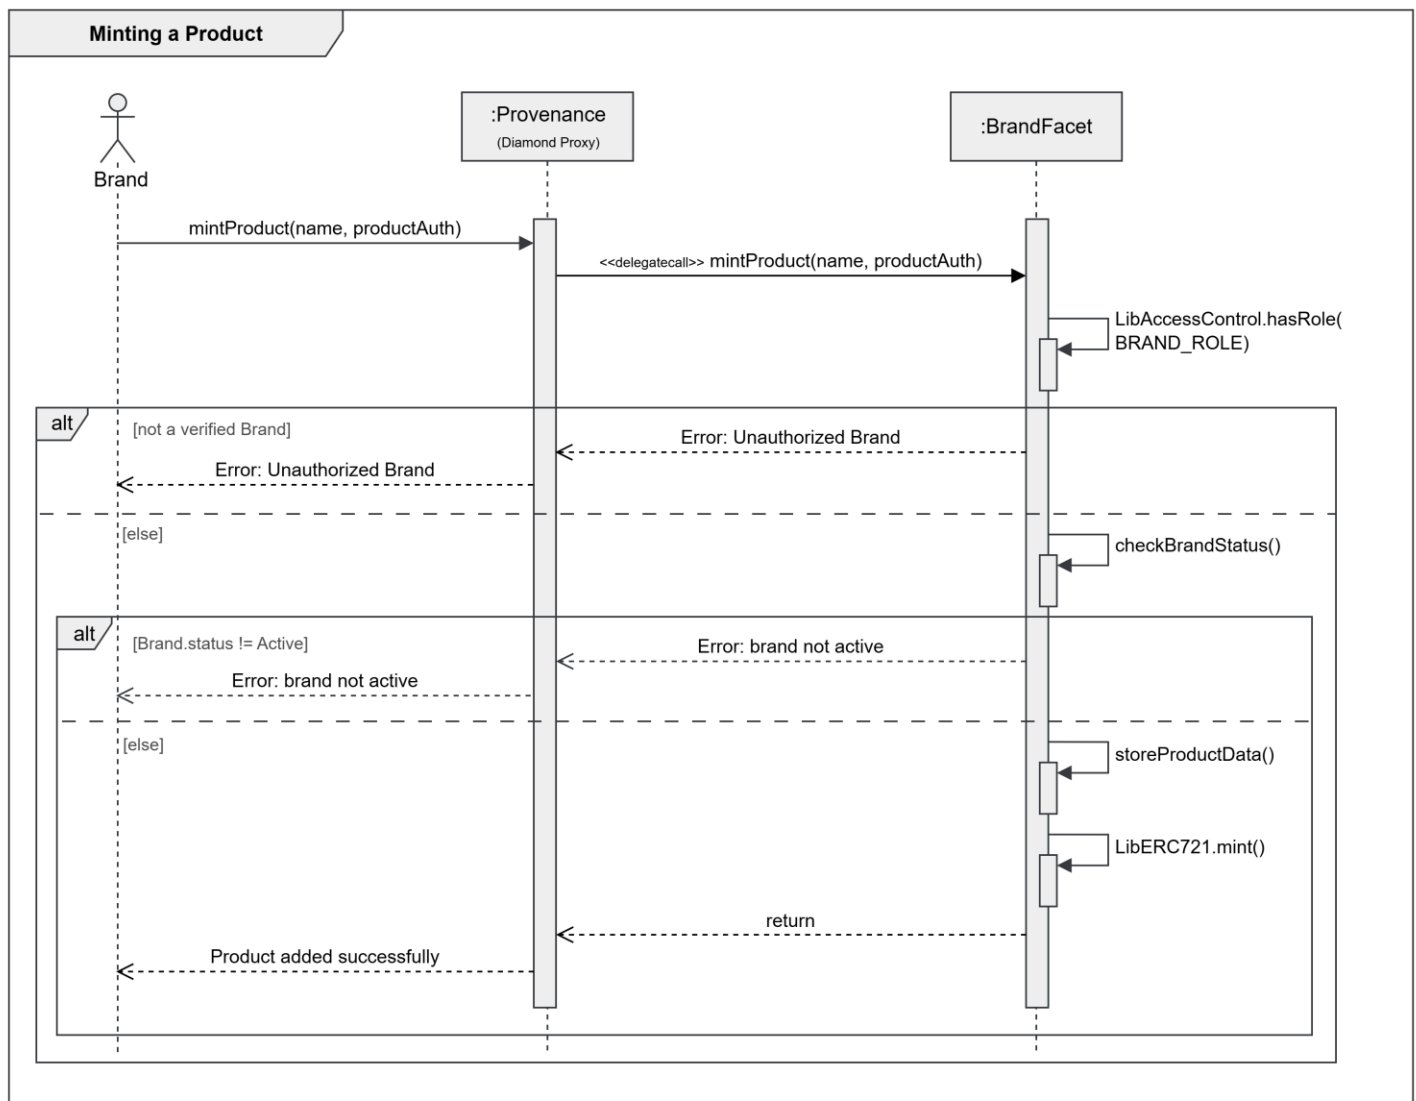 Minting a Product
:Provenance
(Diamond Proxy)
:BrandFacet
Brand
mintProduct(name, productAuth)
<<delegatecall>> mintProduct(name, productAuth)
LibAccessControl.hasRole(
BRAND_ROLE)
alt
[not a verified Brand]
Error: Unauthorized Brand
Error: Unauthorized Brand
[else]
checkBrandStatus()
alt
[Brand.status != Active]
Error: brand not active
Error: brand not active
[else]
storeProductData()
LibERC721.mint()
return
Product added successfully